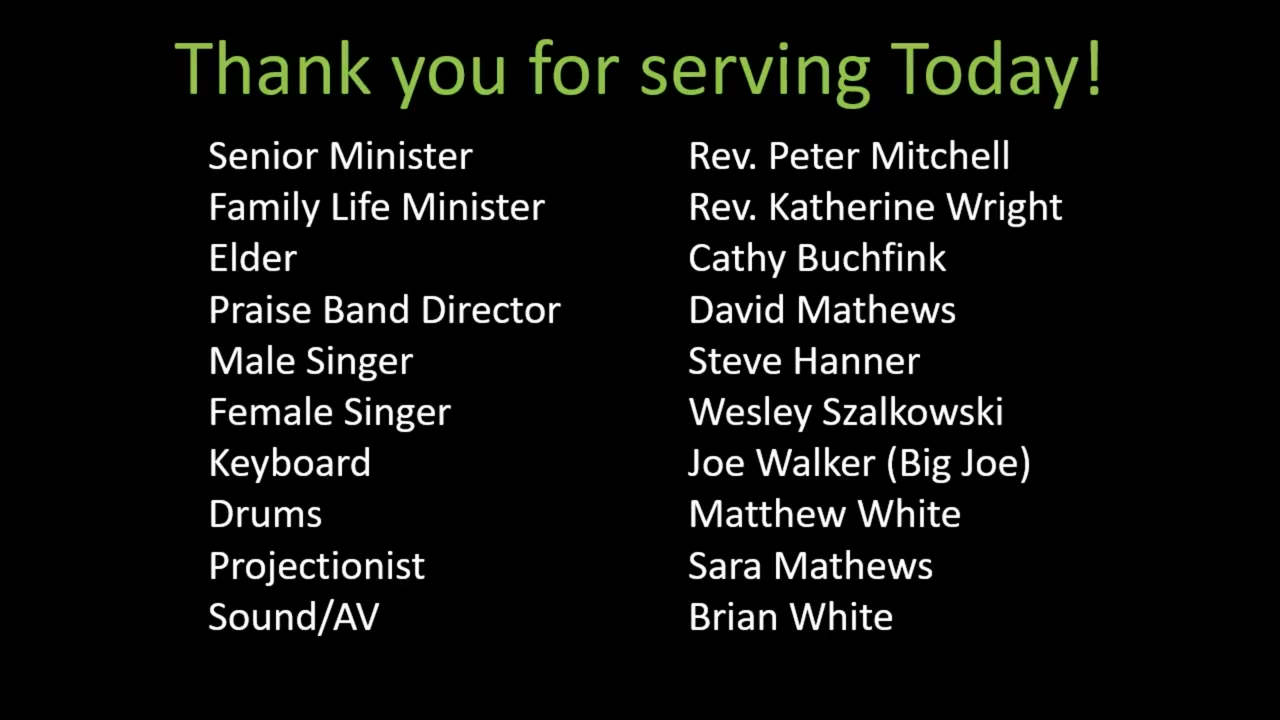 Thank you for serving Today!
Senior Minister Rev. Peter Mitchell
Family Life Minister Rev. Katherine Wright
Elder Cathy Buchfink
Praise Band Director David Mathews
Male Singer Steve Hanner
Female Singer Wesley Szalkowski
Keyboard Joe Walker (Big Joe)
Drums Matthew White
Projectionist Sara Mathews
Sound/AV Brian White